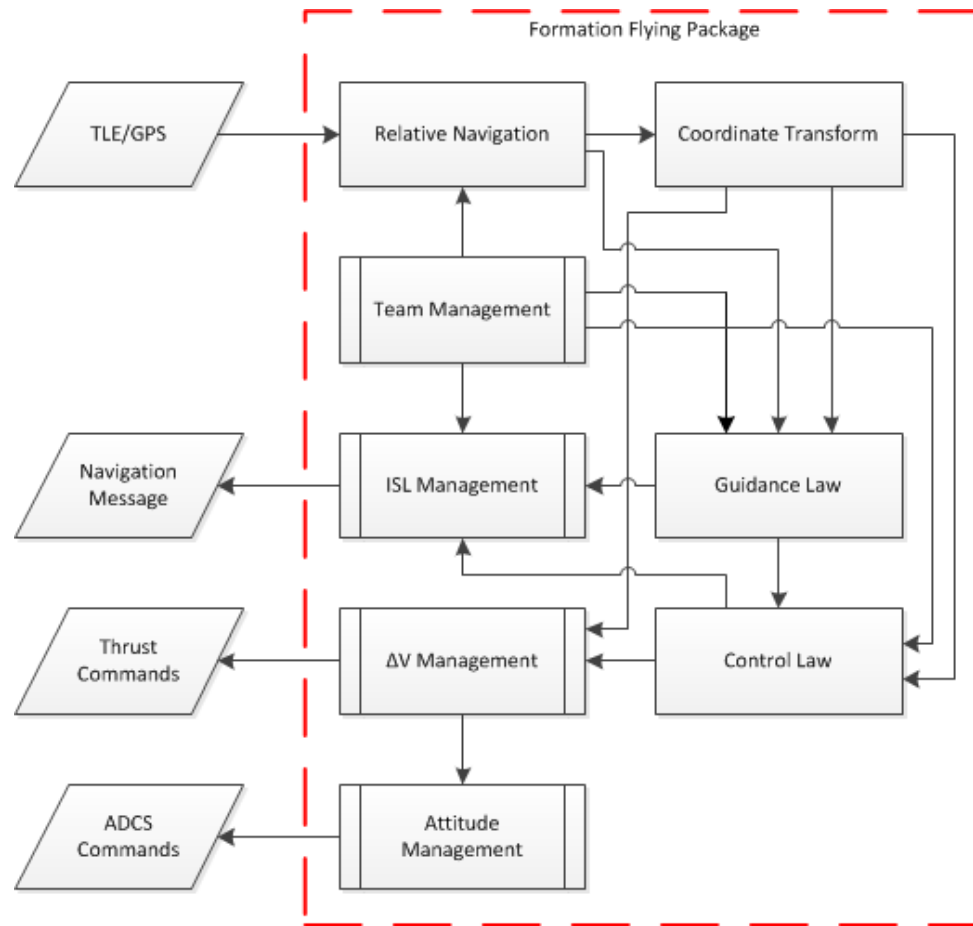 Formation Flying Package
TLE/GPS
Relative Navigation
Coordinate Transform
Team Management
Navigation
Message
ISL Management
Guidance Law
Thrust
Commands
ΔV Management
Control Law
ADCS
Commands
Attitude
Management